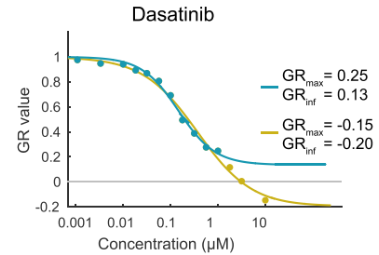 Dasatinib
GR value
1
0.8
0.6
0.4
0.2
0
-0.2
0.001 0.01 0.1 1 10
Concentration (µM)
GRmax= 0.25
GRinf = 0.13
GRmax= -0.15
GRinf = -0.20